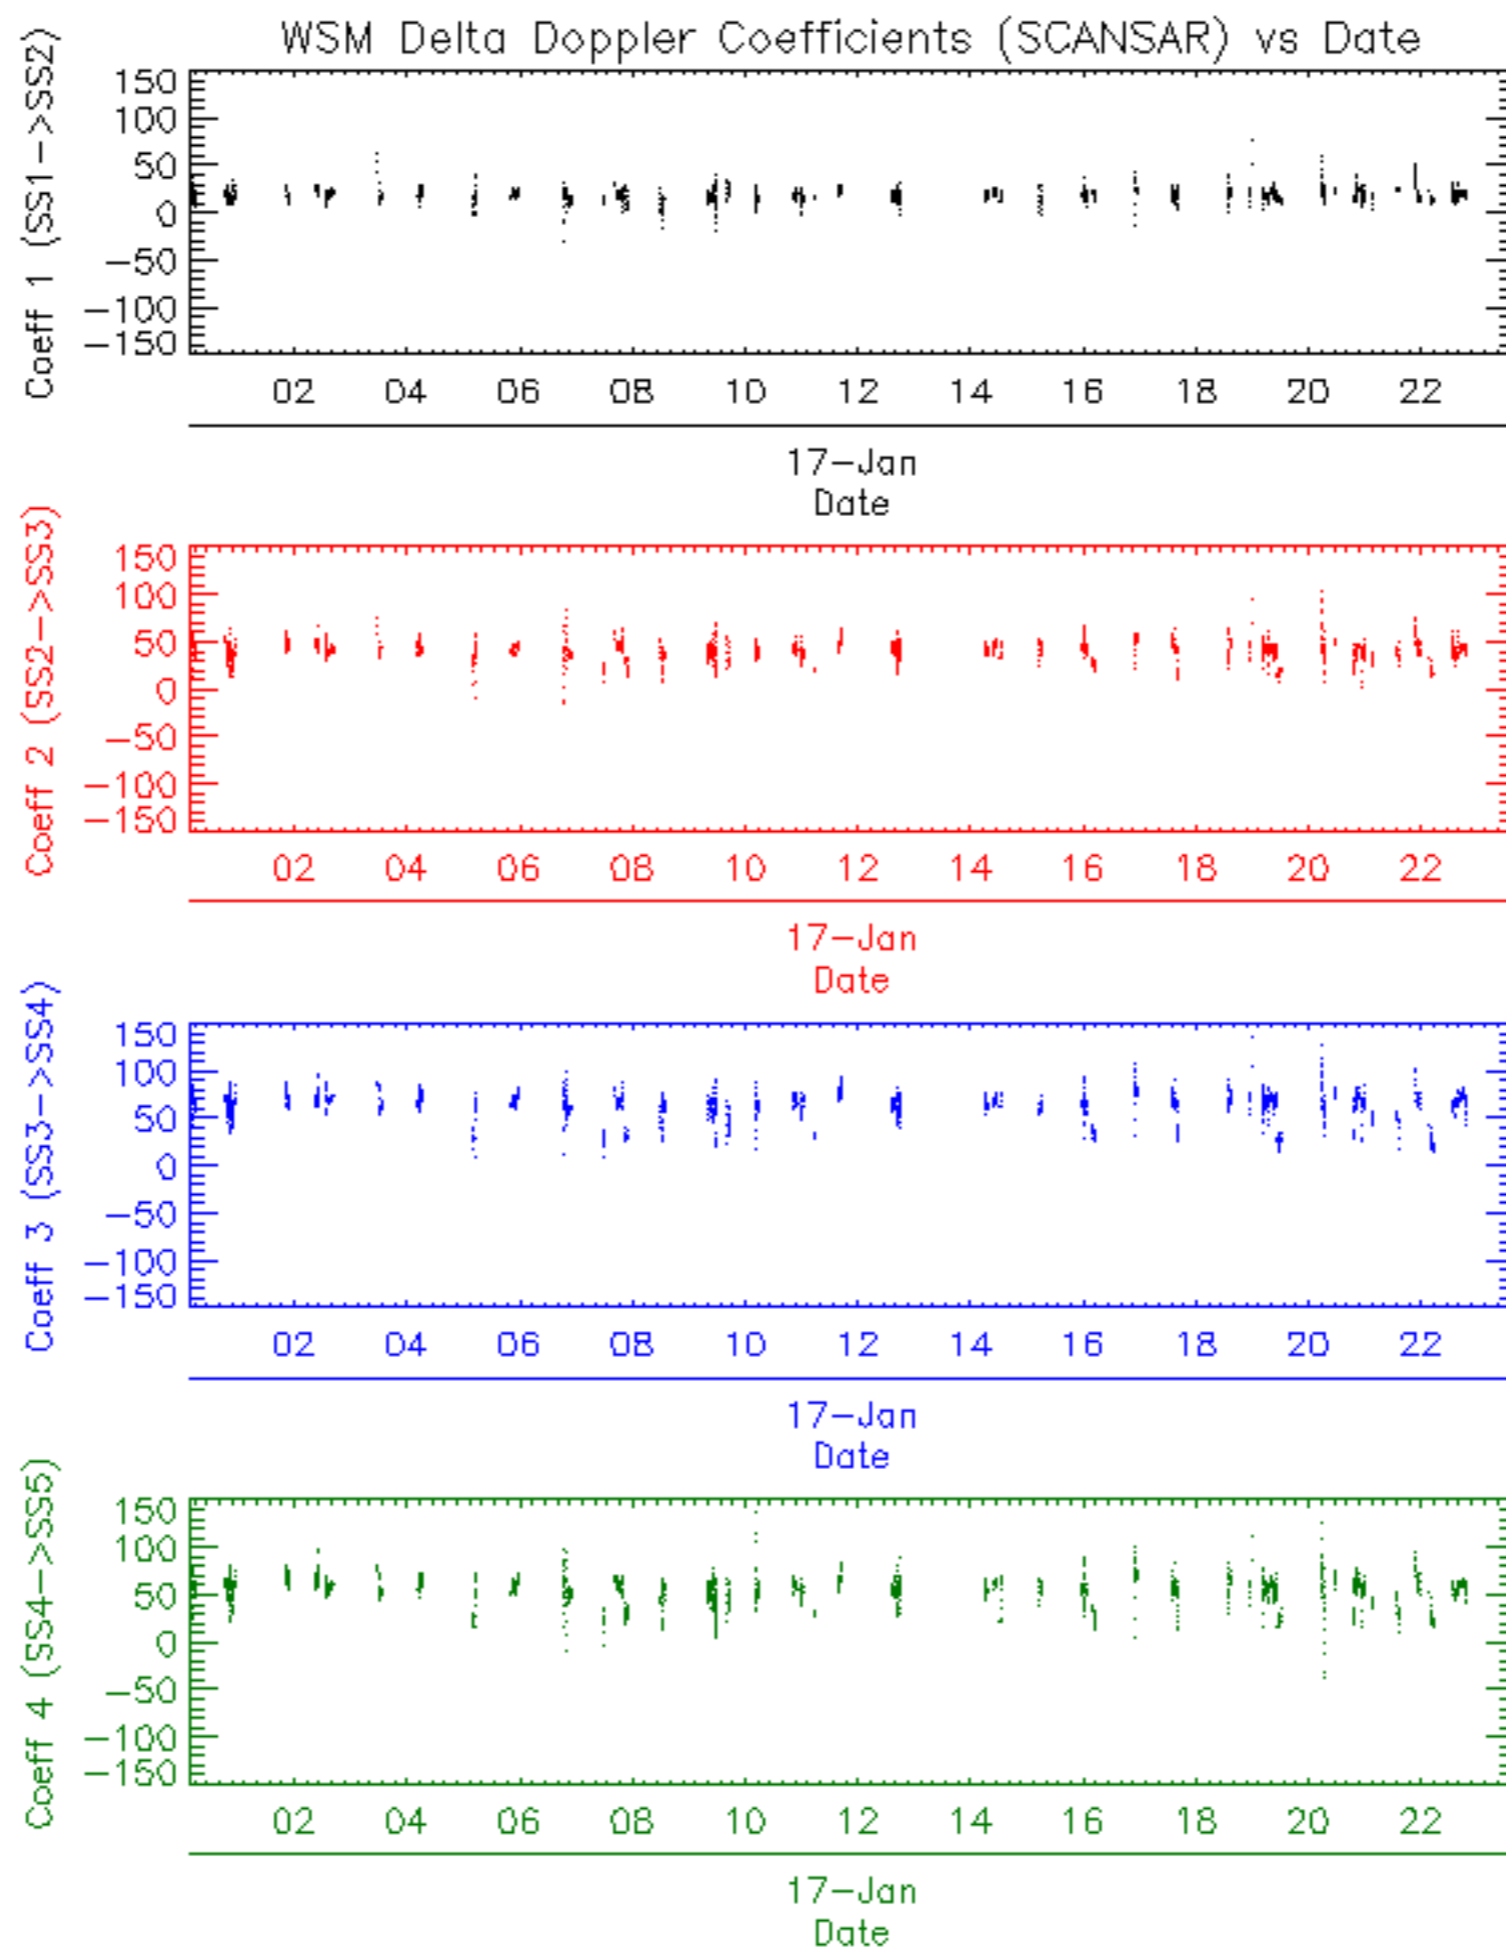 WSM Delta Doppler Coefficients (SCANSAR) vs Date
Coeff 1 (SS1->SS2)
150
100
50
0
-50
-100
-150
02 04 06 08 10 12 14 16 18 20 22
17-Jan
Date
Coeff 2 (SS2->SS3)
150
100
50
0
-50
-100
-150
02 04 06 08 10 12 14 16 18 20 22
17-Jan
Date
Coeff 3 (SS3->SS4)
150
100
50
0
-50
-100
-150
02 04 06 08 10 12 14 16 18 20 22
17-Jan
Date
Coeff 4 (SS4->SS5)
150
100
50
0
-50
-100
-150
02 04 06 08 10 12 14 16 18 20 22
17-Jan
Date